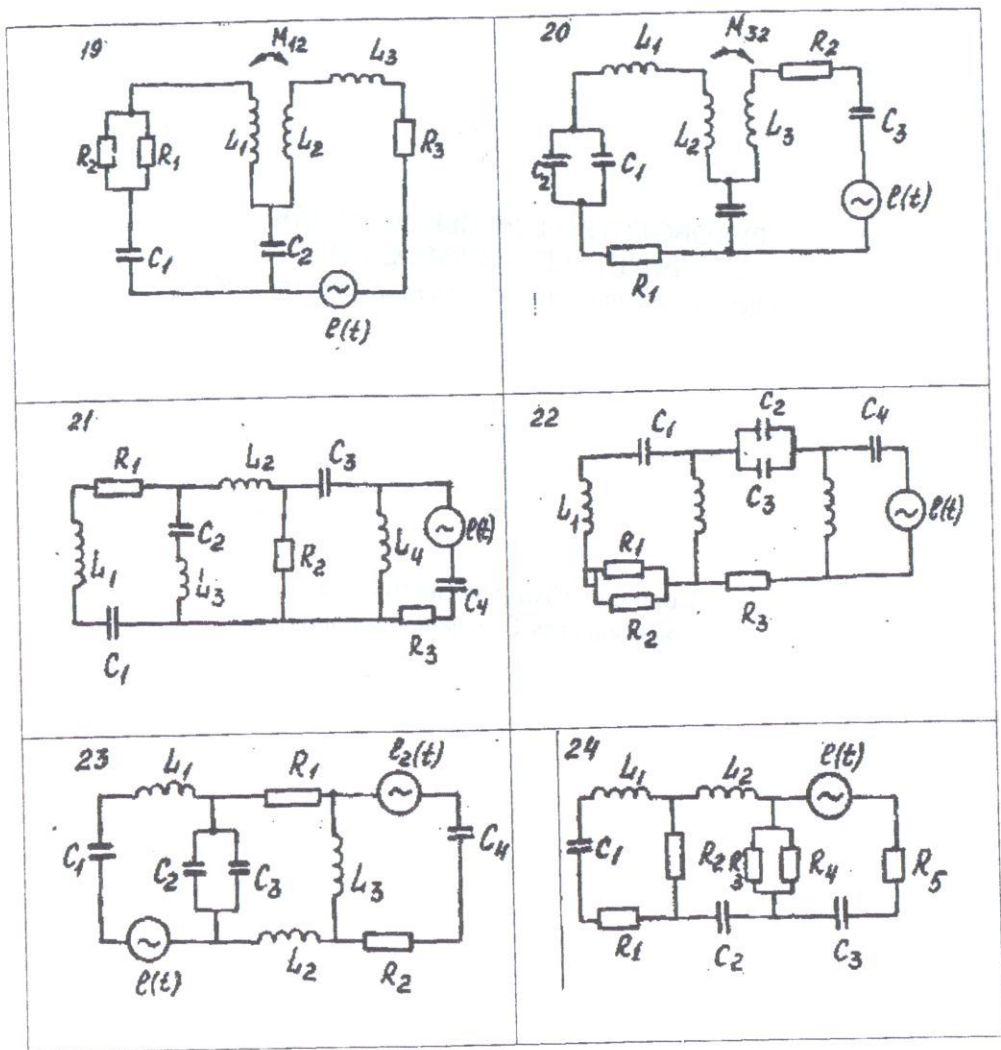 19
M12
L3
R2
R1
L1
L2
R3
C1
C2
e(t)
20
L1
M32
R2
C2
C1
L2
L3
C3
e(t)
R1
21
R1
L2
C3
C2
L1
L3
R2
L4
e(t)
C4
R3
C1
22
C1
C2
C4
C3
L1
e(t)
R1
R2
R3
23
L1
R1
e2(t)
C1
C2
C3
L3
C4
L2
R2
e(t)
24
L1
L2
e(t)
C1
R2
R3
R4
R5
R1
C2
C3